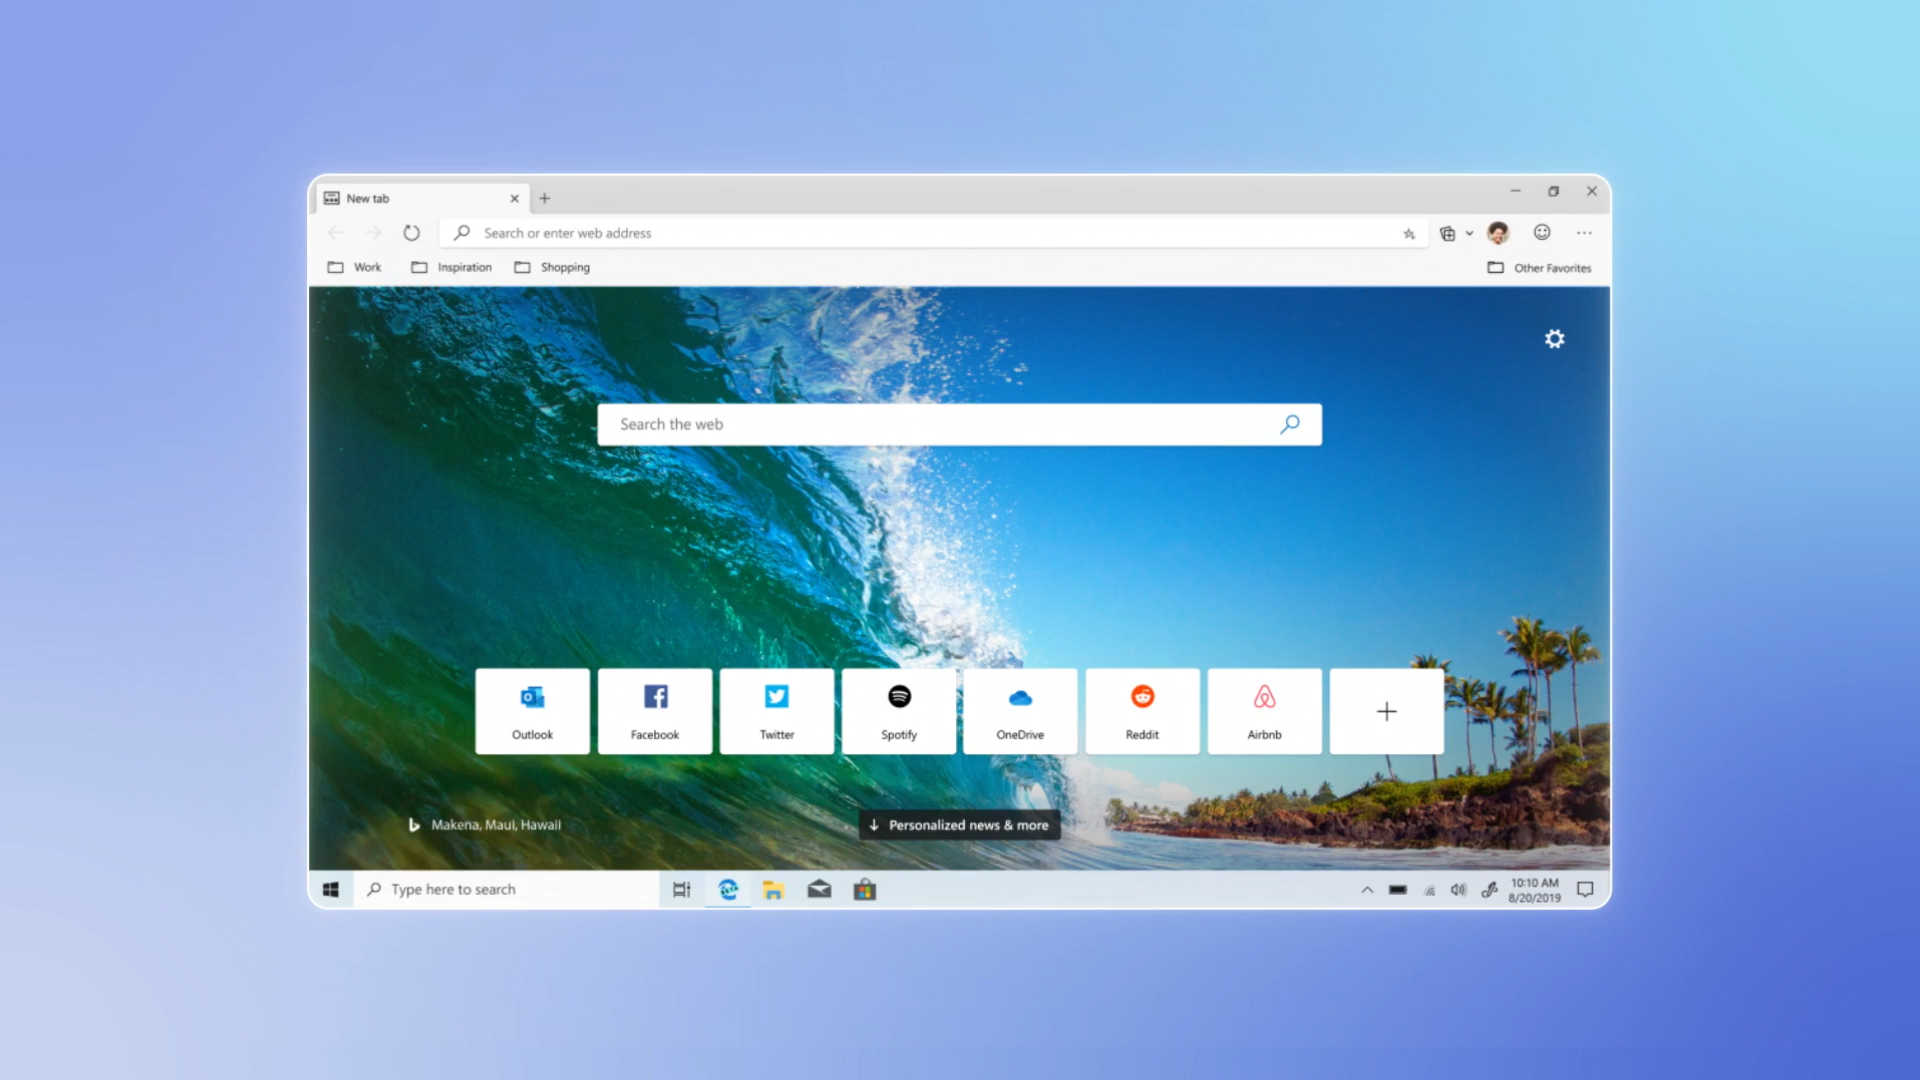 New tab
Search or enter web address
Work
Inspiration
Shopping
Other Favorites
Search the web
Outlook
Facebook
Twitter
Spotify
OneDrive
Reddit
Airbnb
Makena, Maui, Hawaii
Personalized news & more
Type here to search
10:10 AM
8/20/2019